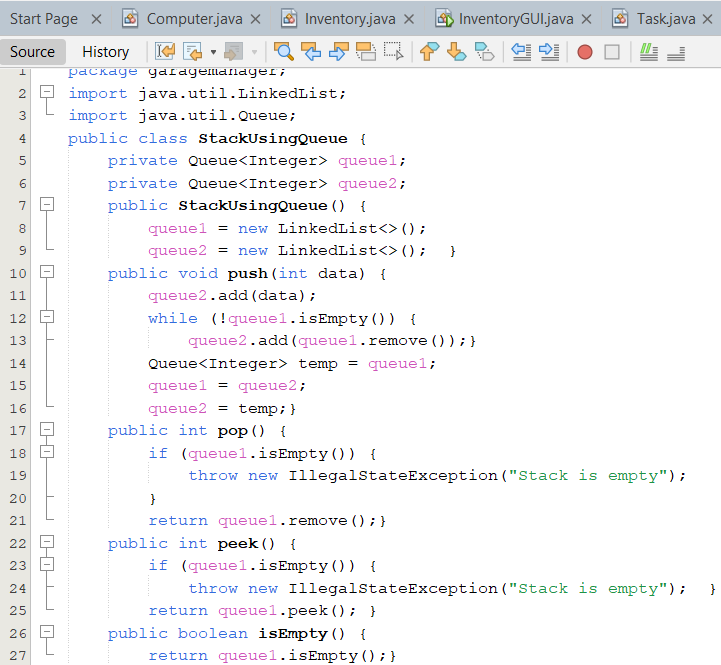 Start Page Computer.java Inventory.java InventoryGUI.java Task.java
Source History
1 package garagemanager;
2 import java.util.LinkedList;
3 import java.util.Queue;
4 public class StackUsingQueue {
5 private Queue<Integer> queue1;
6 private Queue<Integer> queue2;
7 public StackUsingQueue() {
8 queue1 = new LinkedList<>();
9 queue2 = new LinkedList<>(); }
10 public void push(int data) {
11 queue2.add(data);
12 while (!queue1.isEmpty()) {
13 queue2.add(queue1.remove());}
14 Queue<Integer> temp = queue1;
15 queue1 = queue2;
16 queue2 = temp;}
17 public int pop() {
18 if (queue1.isEmpty()) {
19 throw new IllegalStateException("Stack is empty");
20 }
21 return queue1.remove();}
22 public int peek() {
23 if (queue1.isEmpty()) {
24 throw new IllegalStateException("Stack is empty"); }
25 return queue1.peek(); }
26 public boolean isEmpty() {
27 return queue1.isEmpty();}